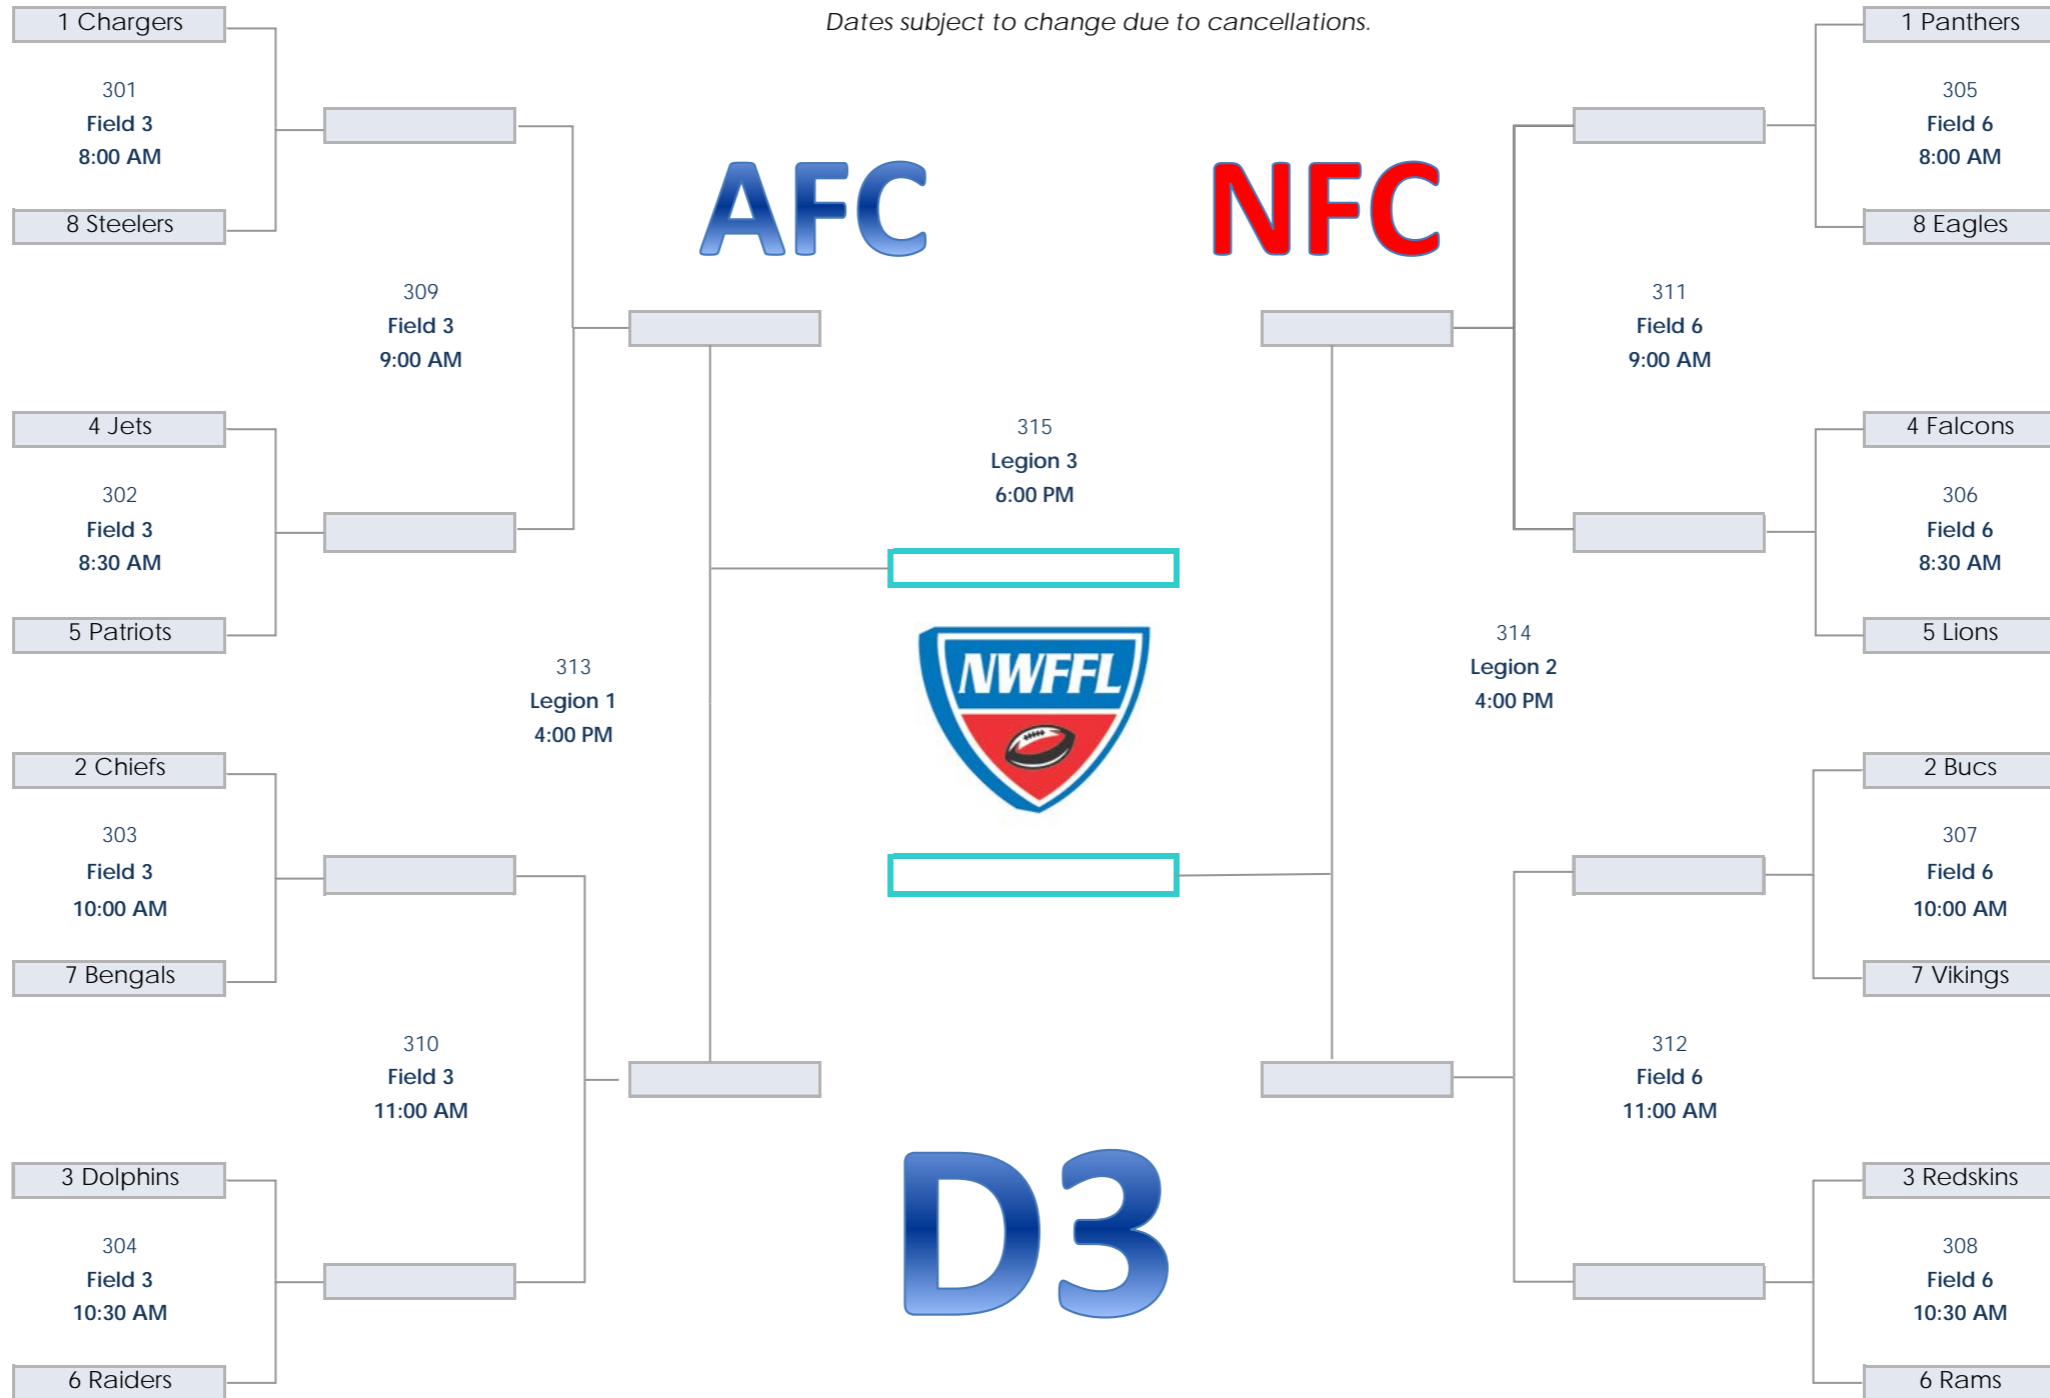 Dates subject to change due to cancellations.
AFC
1 Chargers
301
Field 3
8:00 AM
8 Steelers
309
Field 3
9:00 AM
4 Jets
302
Field 3
8:30 AM
5 Patriots
313
Legion 1
4:00 PM
2 Chiefs
303
Field 3
10:00 AM
7 Bengals
310
Field 3
11:00 AM
3 Dolphins
304
Field 3
10:30 AM
6 Raiders
315
Legion 3
6:00 PM
NWFFL
D3
NFC
1 Panthers
305
Field 6
8:00 AM
8 Eagles
311
Field 6
9:00 AM
4 Falcons
306
Field 6
8:30 AM
5 Lions
314
Legion 2
4:00 PM
2 Bucs
307
Field 6
10:00 AM
7 Vikings
312
Field 6
11:00 AM
3 Redskins
308
Field 6
10:30 AM
6 Rams